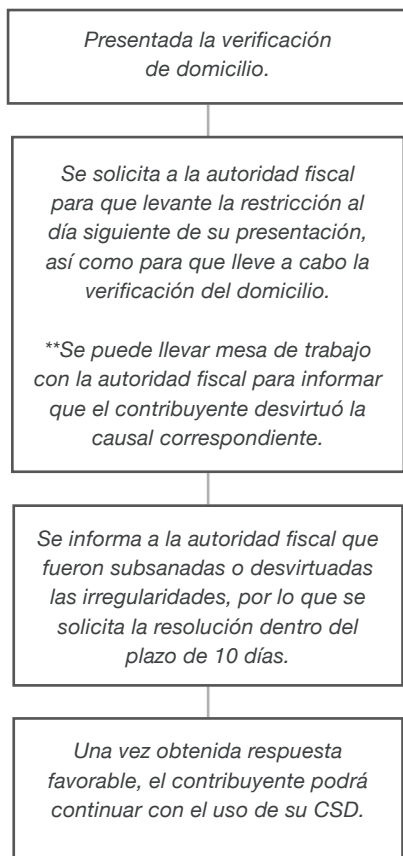 Presentada la verificación
de domicilio.
Se solicita a la autoridad fiscal
para que levante la restricción al
día siguiente de su presentación,
así como para que lleve a cabo la
verificación del domicilio.
**Se puede llevar mesa de trabajo
con la autoridad fiscal para informar
que el contribuyente desvirtuó la
causal correspondiente.
Se informa a la autoridad fiscal que
fueron subsanadas o desvirtuadas
las irregularidades, por lo que se
solicita la resolución dentro del
plazo de 10 días.
Una vez obtenida respuesta
favorable, el contribuyente podrá
continuar con el uso de su CSD.